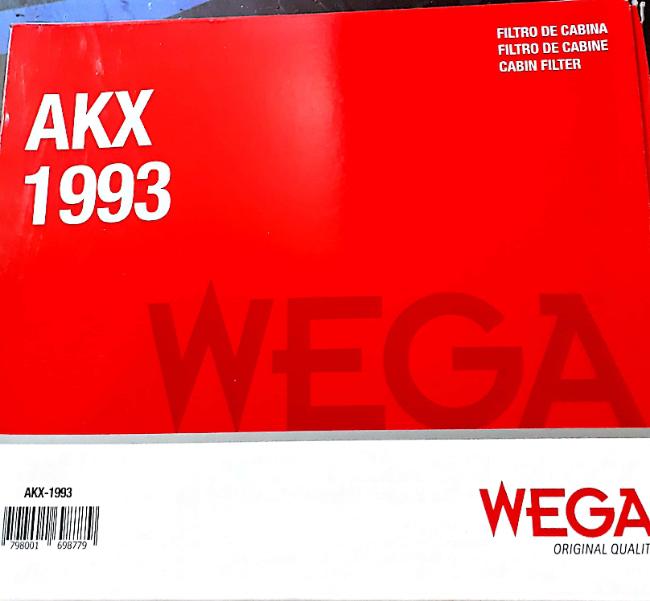 FILTRO DE CABINA
FILTRO DE CABINE
CABIN FILTER
AKX
1993
WEGA
AKX-1993
798001 698779
WEGA
ORIGINAL QUALIT